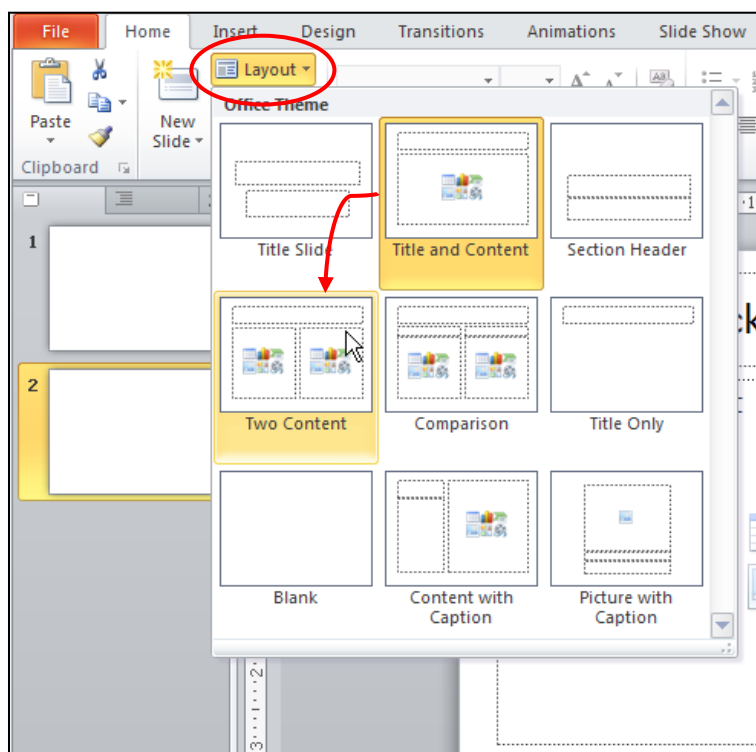 File Home Insert Design Transitions Animations Slide Show
Layout
Paste
New
Slide
Clipboard
Office Theme
Title Slide Title and Content Section Header
1
Two Content Comparison Title Only
2
Blank Content with
Caption Picture with
Caption